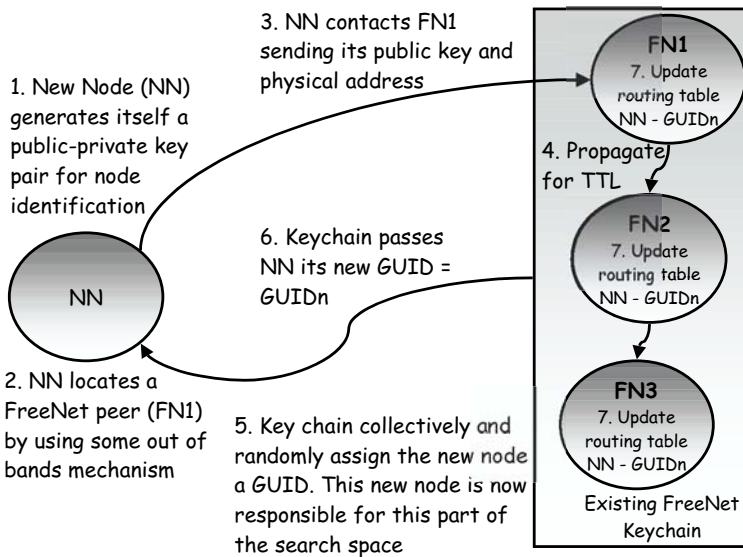 3. NN contacts FN1
sending its public key and
physical address
1. New Node (NN)
generates itself a
public-private key
pair for node
identification
FN1
7. Update
routing table
NN - GUIDn
4. Propagate
for TTL
6. Keychain passes
NN its new GUID =
GUIDn
FN2
7. Update
routing table
NN - GUIDn
NN
2. NN locates a
FreeNet peer (FN1)
by using some out of
bands mechanism
5. Key chain collectively and
randomly assign the new node
a GUID. This new node is now
responsible for this part of
the search space
FN3
7. Update
routing table
NN - GUIDn
Existing FreeNet
Keychain